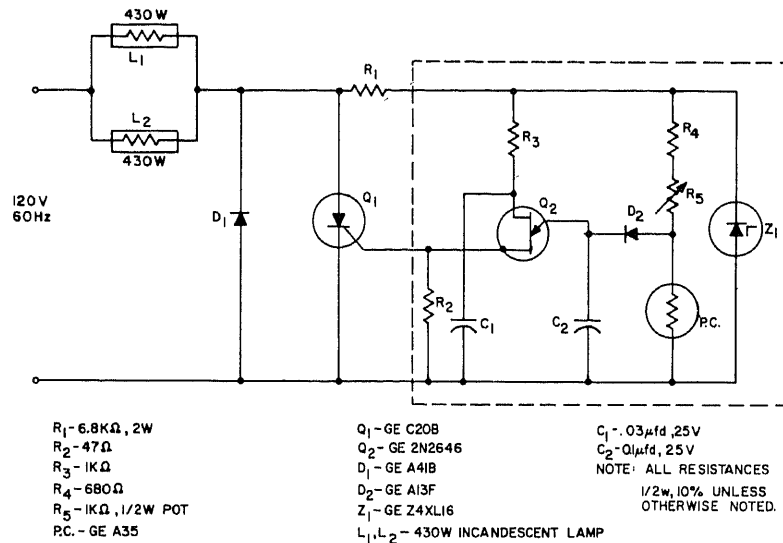 430W
L1
L2
430W
120V
60Hz
D1
Q1
R1
R2
R3
C1
Q2
C2
D2
R4
R5
P.C.
Z1
R1-6.8KΩ, 2W
R2-47Ω
R3-1KΩ
R4-680Ω
R5-1KΩ, 1/2W POT
P.C.- GE A35
Q1-GE C20B
Q2-GE 2N2646
D1-GE A41B
D2-GE A13F
Z1-GE Z4XL16
L1,L2-430W INCANDESCENT LAMP
C1-.03μfd, 25V
C2-0.1μfd, 25V
NOTE: ALL RESISTANCES
1/2w, 10% UNLESS
OTHERWISE NOTED.